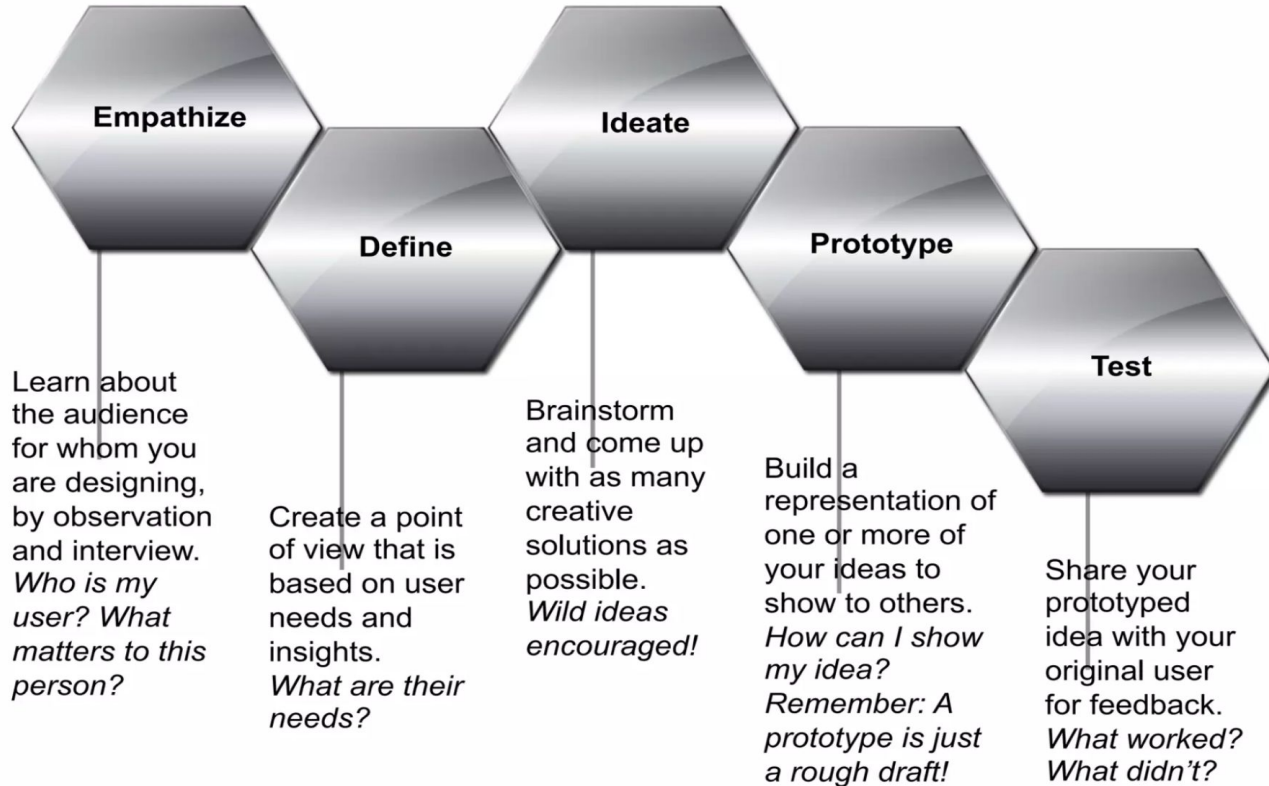 Empathize
Learn about
the audience
for whom you
are designing,
by observation
and interview.
Who is my
user? What
matters to this
person?
Define
Create a point
of view that is
based on user
needs and
insights.
What are their
needs?
Ideate
Brainstorm
and come up
with as many
creative
solutions as
possible.
Wild ideas
encouraged!
Prototype
Build a
representation of
one or more of
your ideas to
show to others.
How can I show
my idea?
Remember: A
prototype is just
a rough draft!
Test
Share your
prototyped
idea with your
original user
for feedback.
What worked?
What didn't?